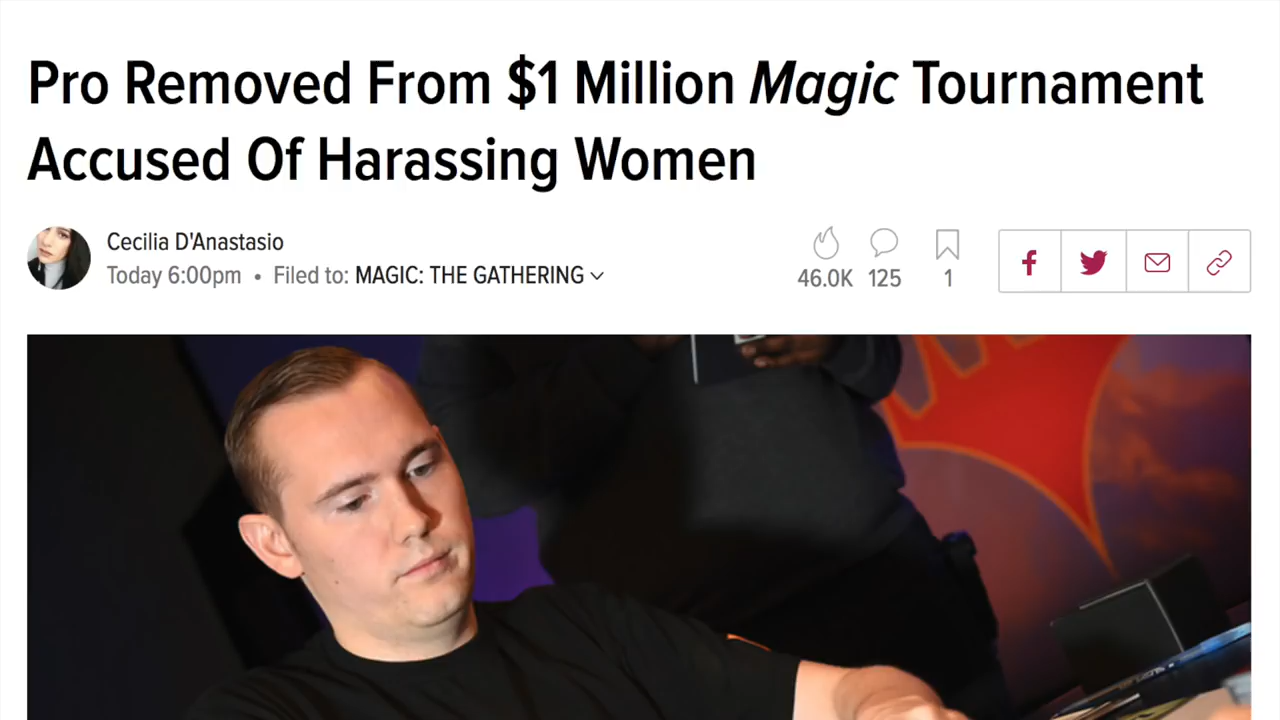 Pro Removed From $1 Million Magic Tournament
Accused Of Harassing Women
Cecilia D'Anastasio
Today 6:00pm • Filed to: MAGIC: THE GATHERING
46.0K 125 1